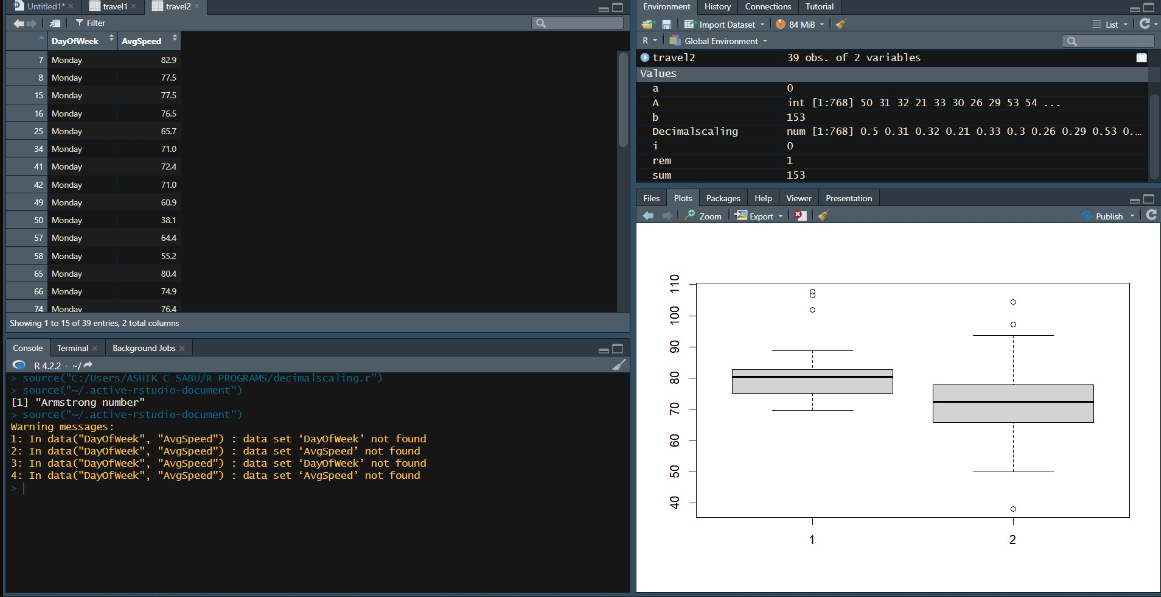 Untitled1* travel1 travel2
Filter
DayOfWeek AvgSpeed
7 Monday 82.9
8 Monday 77.5
15 Monday 77.5
16 Monday 76.5
25 Monday 65.7
34 Monday 71.0
41 Monday 72.4
42 Monday 71.0
49 Monday 60.9
50 Monday 38.1
57 Monday 64.4
58 Monday 55.2
65 Monday 80.4
66 Monday 74.9
74 Monday 76.4
Showing 1 to 15 of 39 entries, 2 total columns
Console Terminal Background Jobs
R 4.2.2 · ~/
> source("C:/Users/ASHIK C SABU/R PROGRAMS/decimalscaling.r")
> source("~/.active-rstudio-document")
[1] "Armstrong number"
> source("~/.active-rstudio-document")
Warning messages:
1: In data("DayOfWeek", "AvgSpeed") : data set ‘DayOfWeek’ not found
2: In data("DayOfWeek", "AvgSpeed") : data set ‘AvgSpeed’ not found
3: In data("DayOfWeek", "AvgSpeed") : data set ‘DayOfWeek’ not found
4: In data("DayOfWeek", "AvgSpeed") : data set ‘AvgSpeed’ not found
>
Environment History Connections Tutorial
Import Dataset 84 MiB List
R Global Environment
travel2 39 obs. of 2 variables
Values
a 0
A int [1:768] 50 31 32 21 33 30 26 29 53 54 ...
b 153
Decimalscaling num [1:768] 0.5 0.31 0.32 0.21 0.33 0.3 0.26 0.29 0.53 0.…
i 0
rem 1
sum 153
Files Plots Packages Help Viewer Presentation
Zoom Export Publish
110
100
90
80
70
60
50
40
1 2